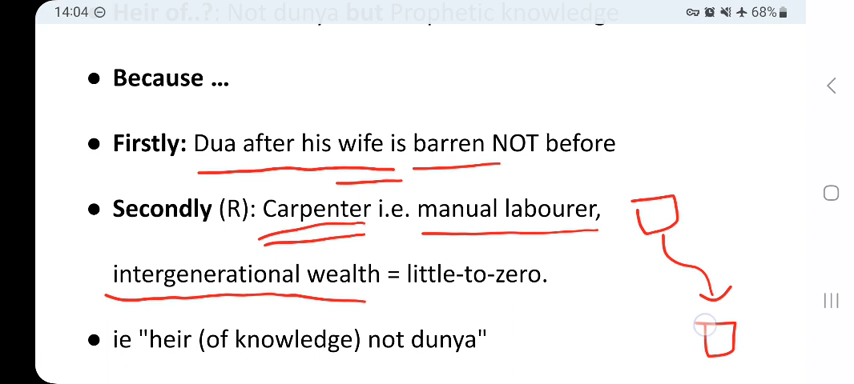 14:04 68%
Heir of..?: Not dunya but Prophetic knowledge
● Because ...
● Firstly: Dua after his wife is barren NOT before
● Secondly (R): Carpenter i.e. manual labourer,
intergenerational wealth = little-to-zero.
● ie "heir (of knowledge) not dunya"